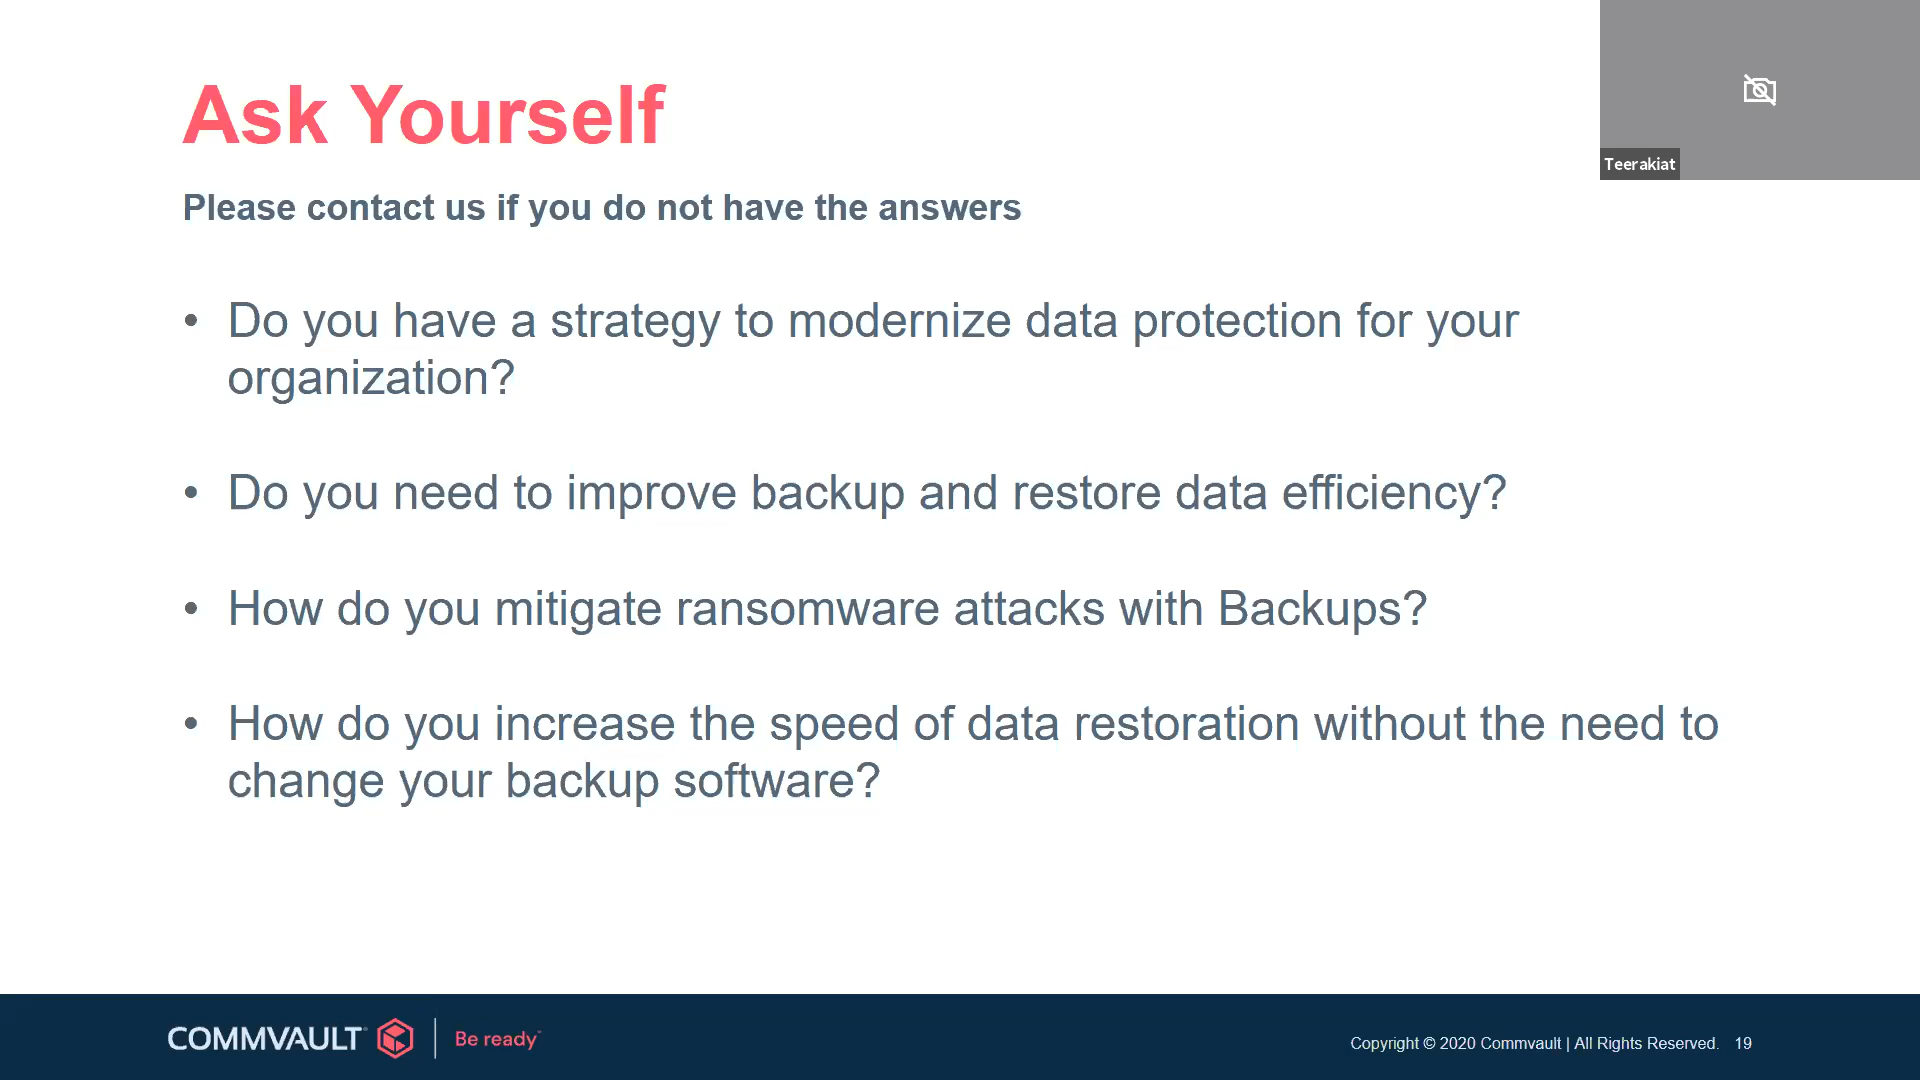 Ask Yourself
Teerakiat
Please contact us if you do not have the answers
• Do you have a strategy to modernize data protection for your
organization?
• Do you need to improve backup and restore data efficiency?
• How do you mitigate ransomware attacks with Backups?
• How do you increase the speed of data restoration without the need to
change your backup software?
COMMVAULT® | Be ready™
Copyright © 2020 Commvault | All Rights Reserved. 19